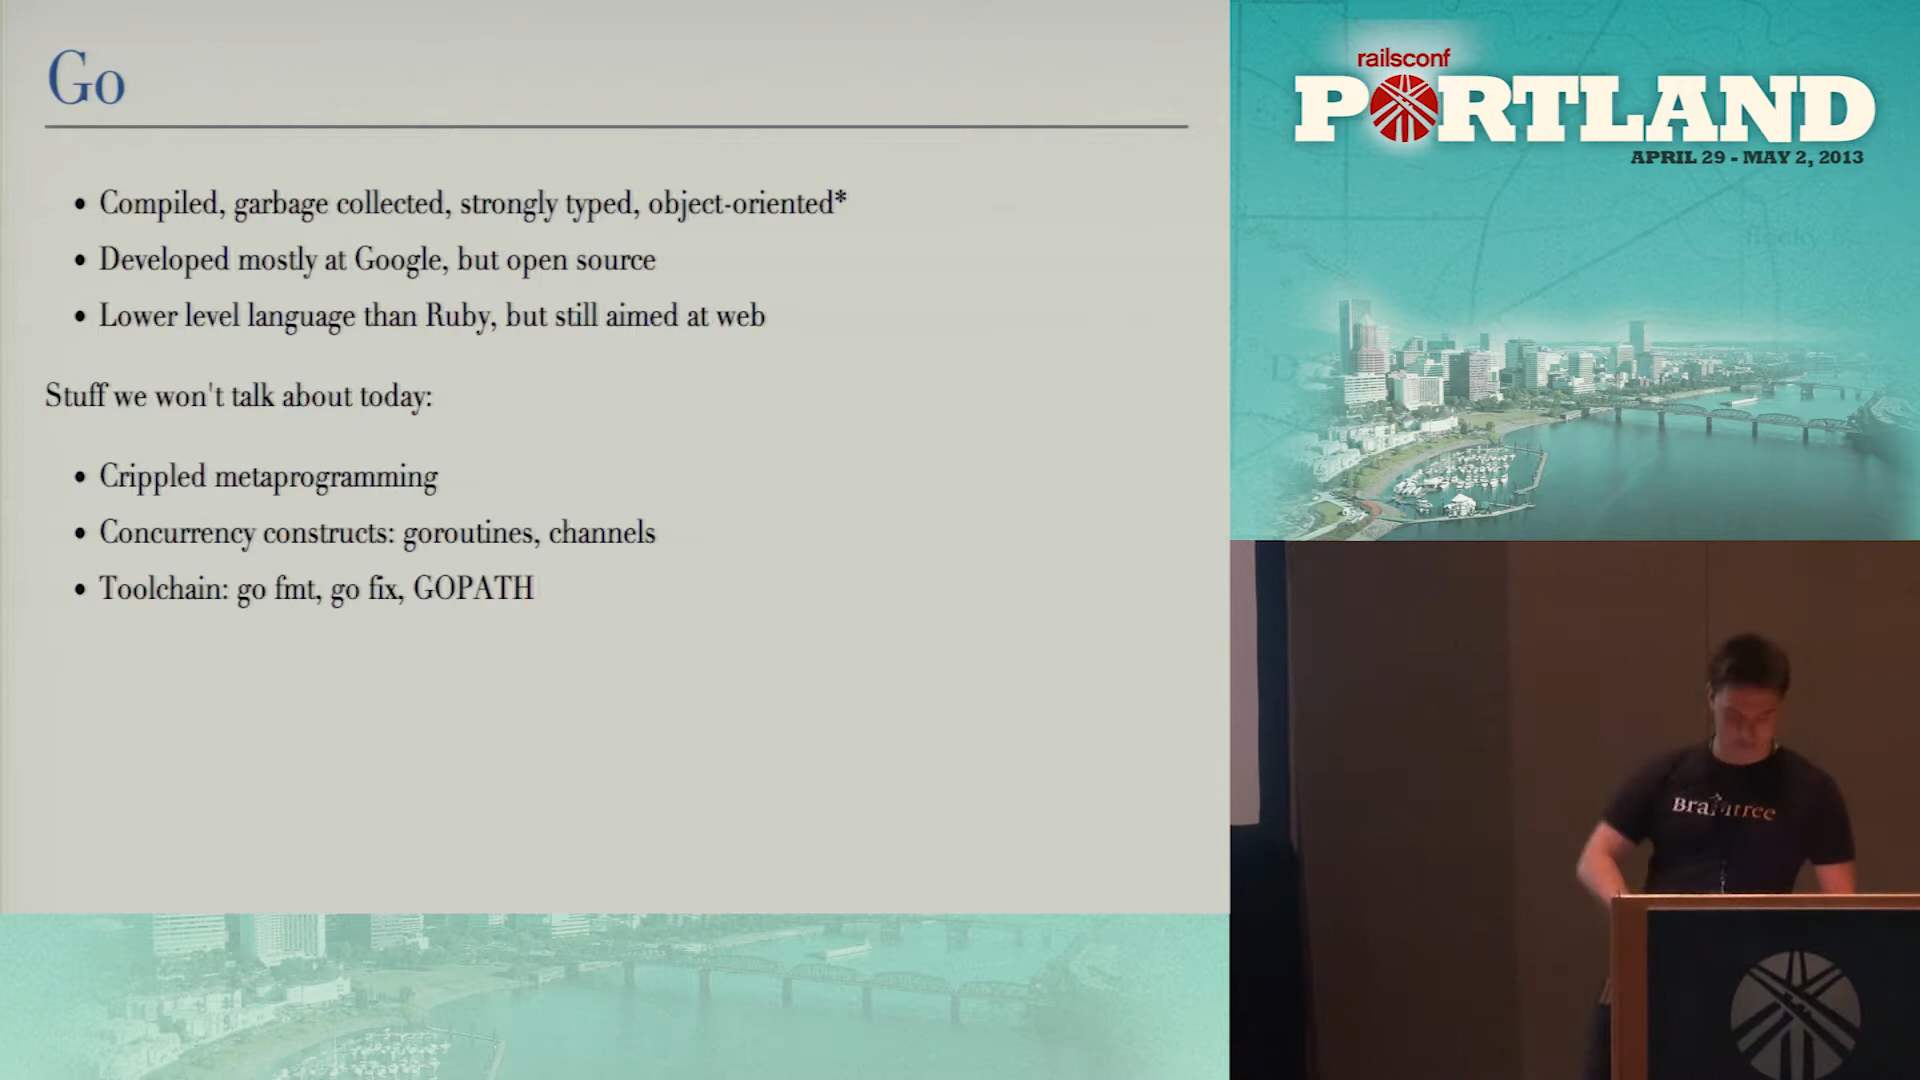 Go
• Compiled, garbage collected, strongly typed, object-oriented*
• Developed mostly at Google, but open source
• Lower level language than Ruby, but still aimed at web
Stuff we won't talk about today:
• Crippled metaprogramming
• Concurrency constructs: goroutines, channels
• Toolchain: go fmt, go fix, GOPATH
railsconf
PORTLAND
APRIL 29 - MAY 2, 2013
Braintree